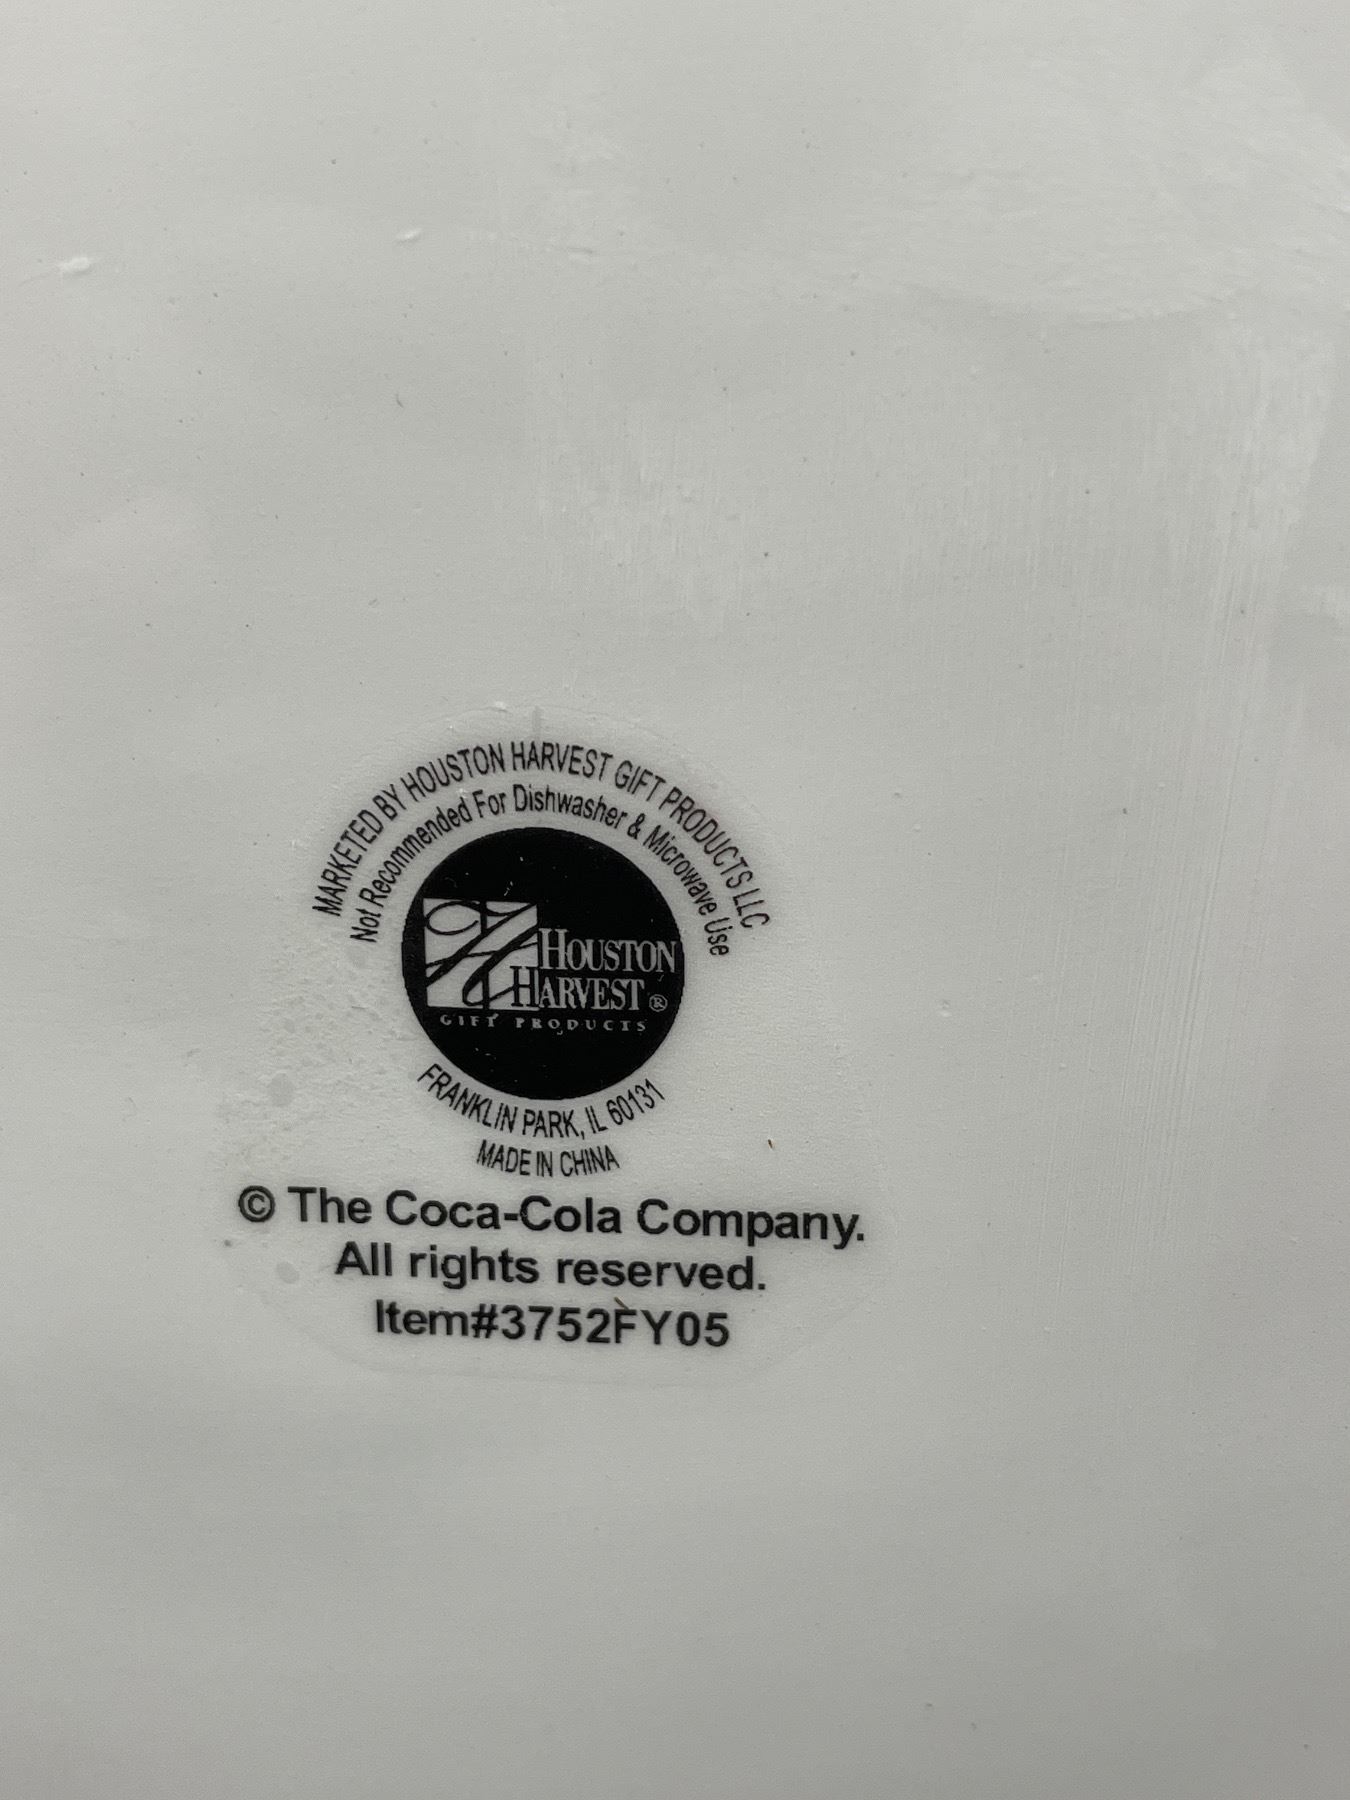 MARKETED BY HOUSTON HARVEST GIFT PRODUCTS LLC
Not Recommended For Dishwasher & Microwave Use
HOUSTON
HARVEST ®
GIFT PRODUCTS
FRANKLIN PARK, IL 60131
MADE IN CHINA
© The Coca-Cola Company.
All rights reserved.
Item#3752FY05